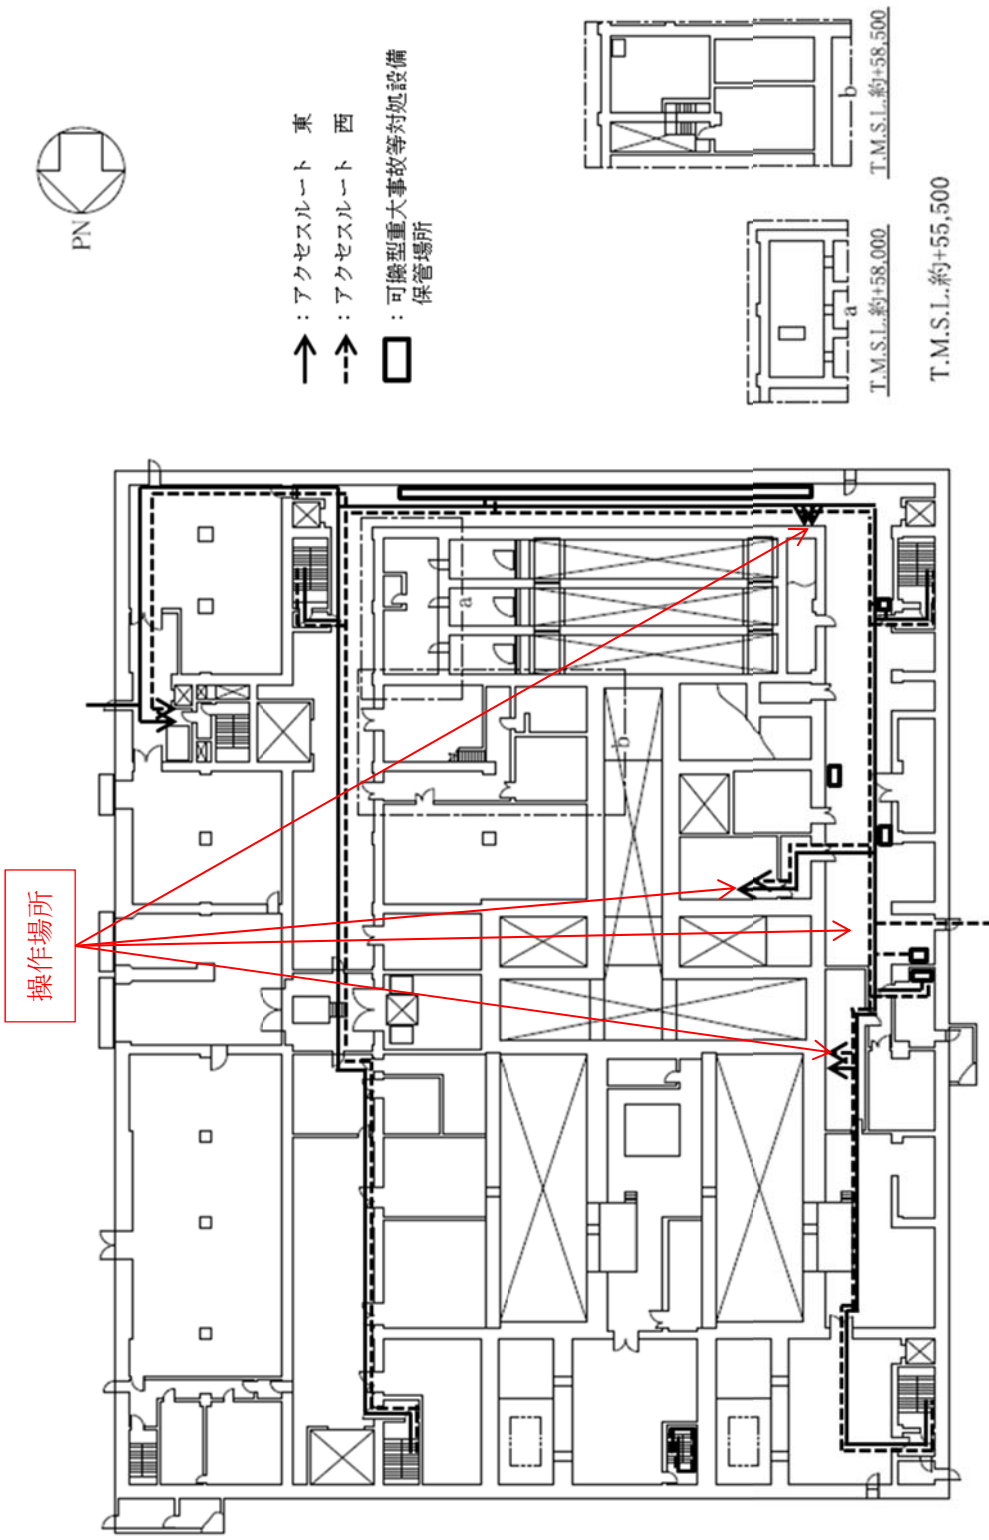 PN
：アクセスルート　東
：アクセスルート　西
：可搬型重大事故等対処設備
保管場所
b
T.M.S.L.約+58,500
a
T.M.S.L.約+58,000
T.M.S.L.約+55,500
操作場所
a
b